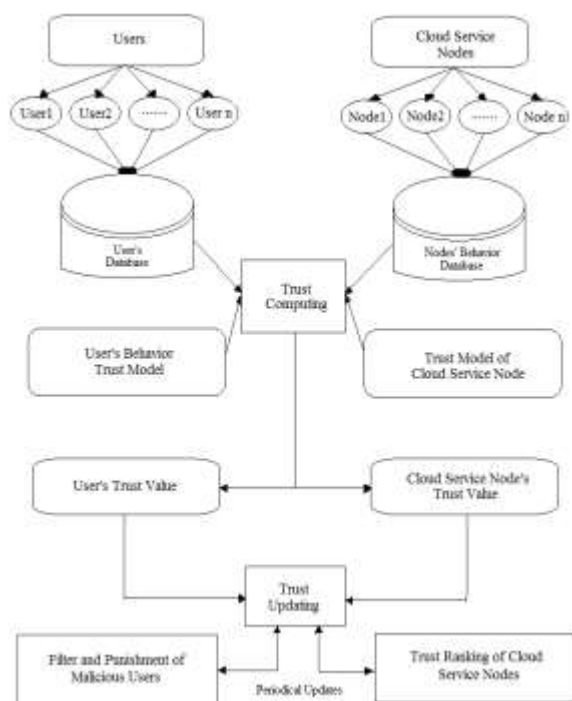 Users
Cloud Service
Nodes
User1
User2
......
User n
Node1
Node2
......
Node n
User's
Database
Nodes' Behavior
Database
Trust
Computing
User's Behavior
Trust Model
Trust Model of
Cloud Service Node
User's Trust Value
Cloud Service Node's
Trust Value
Trust
Updating
Filter and Punishment of
Malicious Users
Periodical Updates
Trust Ranking of Cloud
Service Nodes